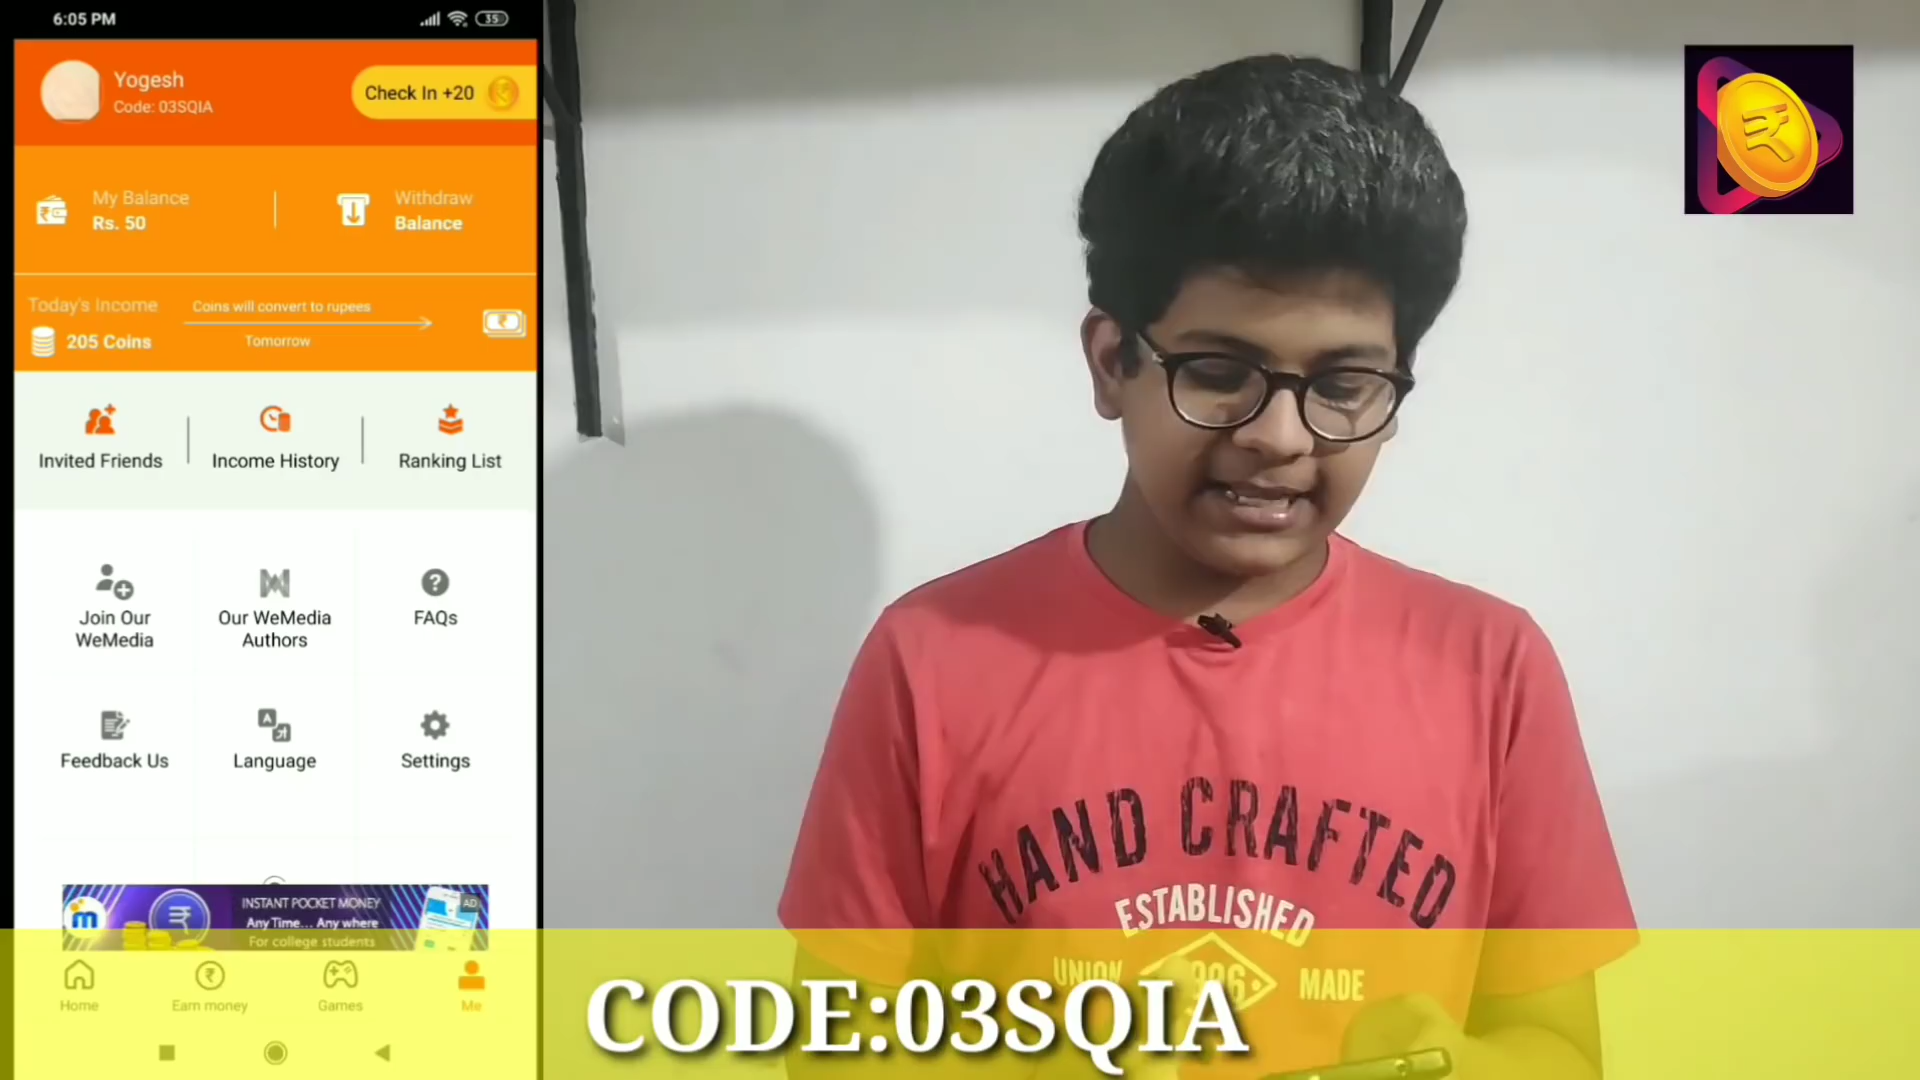 6:05 PM
35
Yogesh
Code: 03SQIA
Check In +20
My Balance
Rs. 50
Withdraw
Balance
Today's Income
205 Coins
Coins will convert to rupees
Tomorrow
Invited Friends
Income History
Ranking List
Join Our
WeMedia
Our WeMedia
Authors
FAQs
Feedback Us
Language
Settings
m
INSTANT POCKET MONEY
Any Time... Any where
For college students
AD
Home
Earn money
Games
Me
HAND CRAFTED
ESTABLISHED
UNION
MADE
CODE:03SQIA